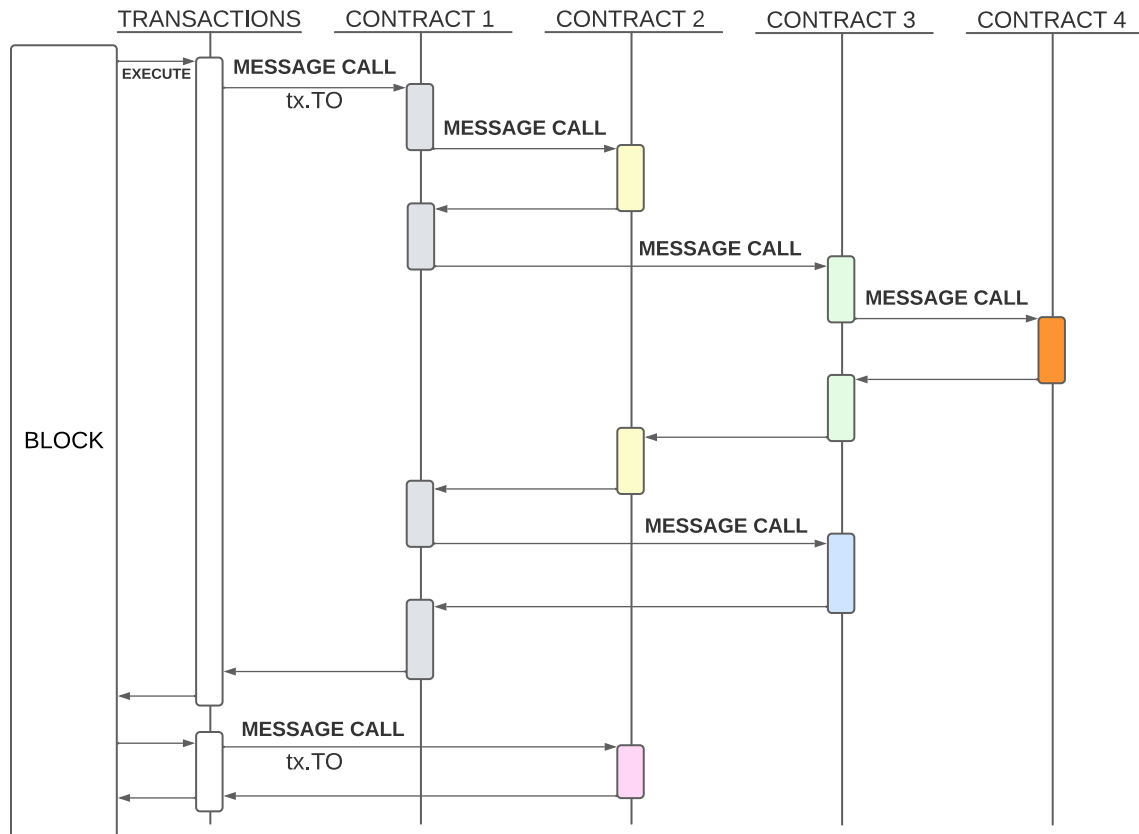 TRANSACTIONS
CONTRACT 1
CONTRACT 2
CONTRACT 3
CONTRACT 4
EXECUTE
MESSAGE CALL
tx.TO
MESSAGE CALL
MESSAGE CALL
MESSAGE CALL
BLOCK
MESSAGE CALL
MESSAGE CALL
tx.TO